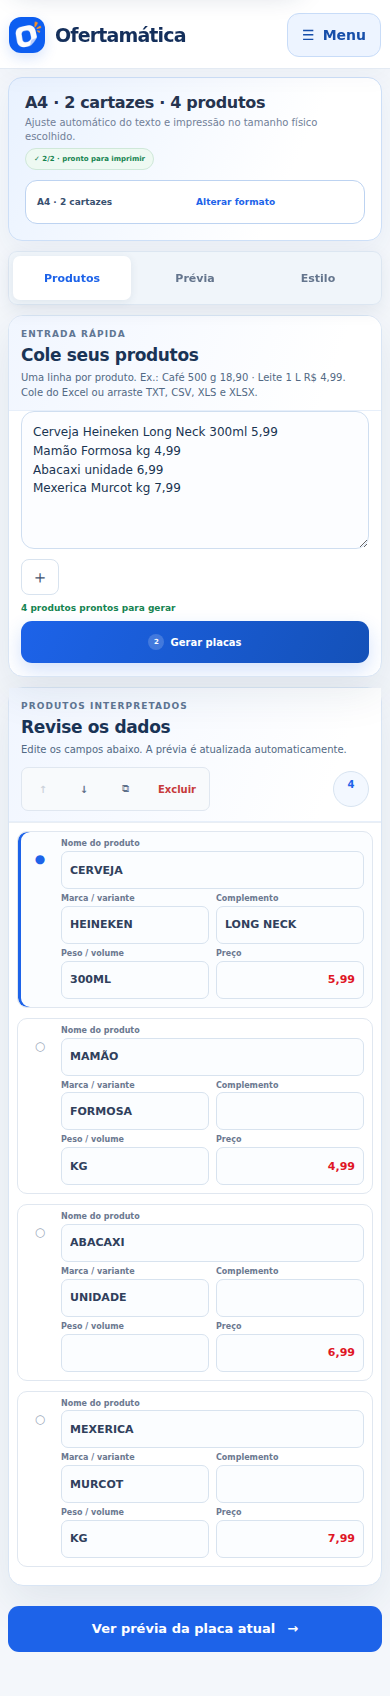 Ofertamática
☰ Menu
A4 · 2 cartazes · 4 produtos
Ajuste automático do texto e impressão no tamanho físico
escolhido.
✓ 2/2 · pronto para imprimir
A4 · 2 cartazes Alterar formato
Produtos Prévia Estilo
ENTRADA RÁPIDA
Cole seus produtos
Uma linha por produto. Ex.: Café 500 g 18,90 · Leite 1 L R$ 4,99.
Cole do Excel ou arraste TXT, CSV, XLS e XLSX.
Cerveja Heineken Long Neck 300ml 5,99
Mamão Formosa kg 4,99
Abacaxi unidade 6,99
Mexerica Murcot kg 7,99
+
4 produtos prontos para gerar
2 Gerar placas
PRODUTOS INTERPRETADOS
Revise os dados
Edite os campos abaixo. A prévia é atualizada automaticamente.
↑ ↓ ⧉ Excluir 4
Nome do produto
CERVEJA
Marca / variante Complemento
HEINEKEN LONG NECK
Peso / volume Preço
300ML 5,99
Nome do produto
MAMÃO
Marca / variante Complemento
FORMOSA
Peso / volume Preço
KG 4,99
Nome do produto
ABACAXI
Marca / variante Complemento
UNIDADE
Peso / volume Preço
6,99
Nome do produto
MEXERICA
Marca / variante Complemento
MURCOT
Peso / volume Preço
KG 7,99
Ver prévia da placa atual →